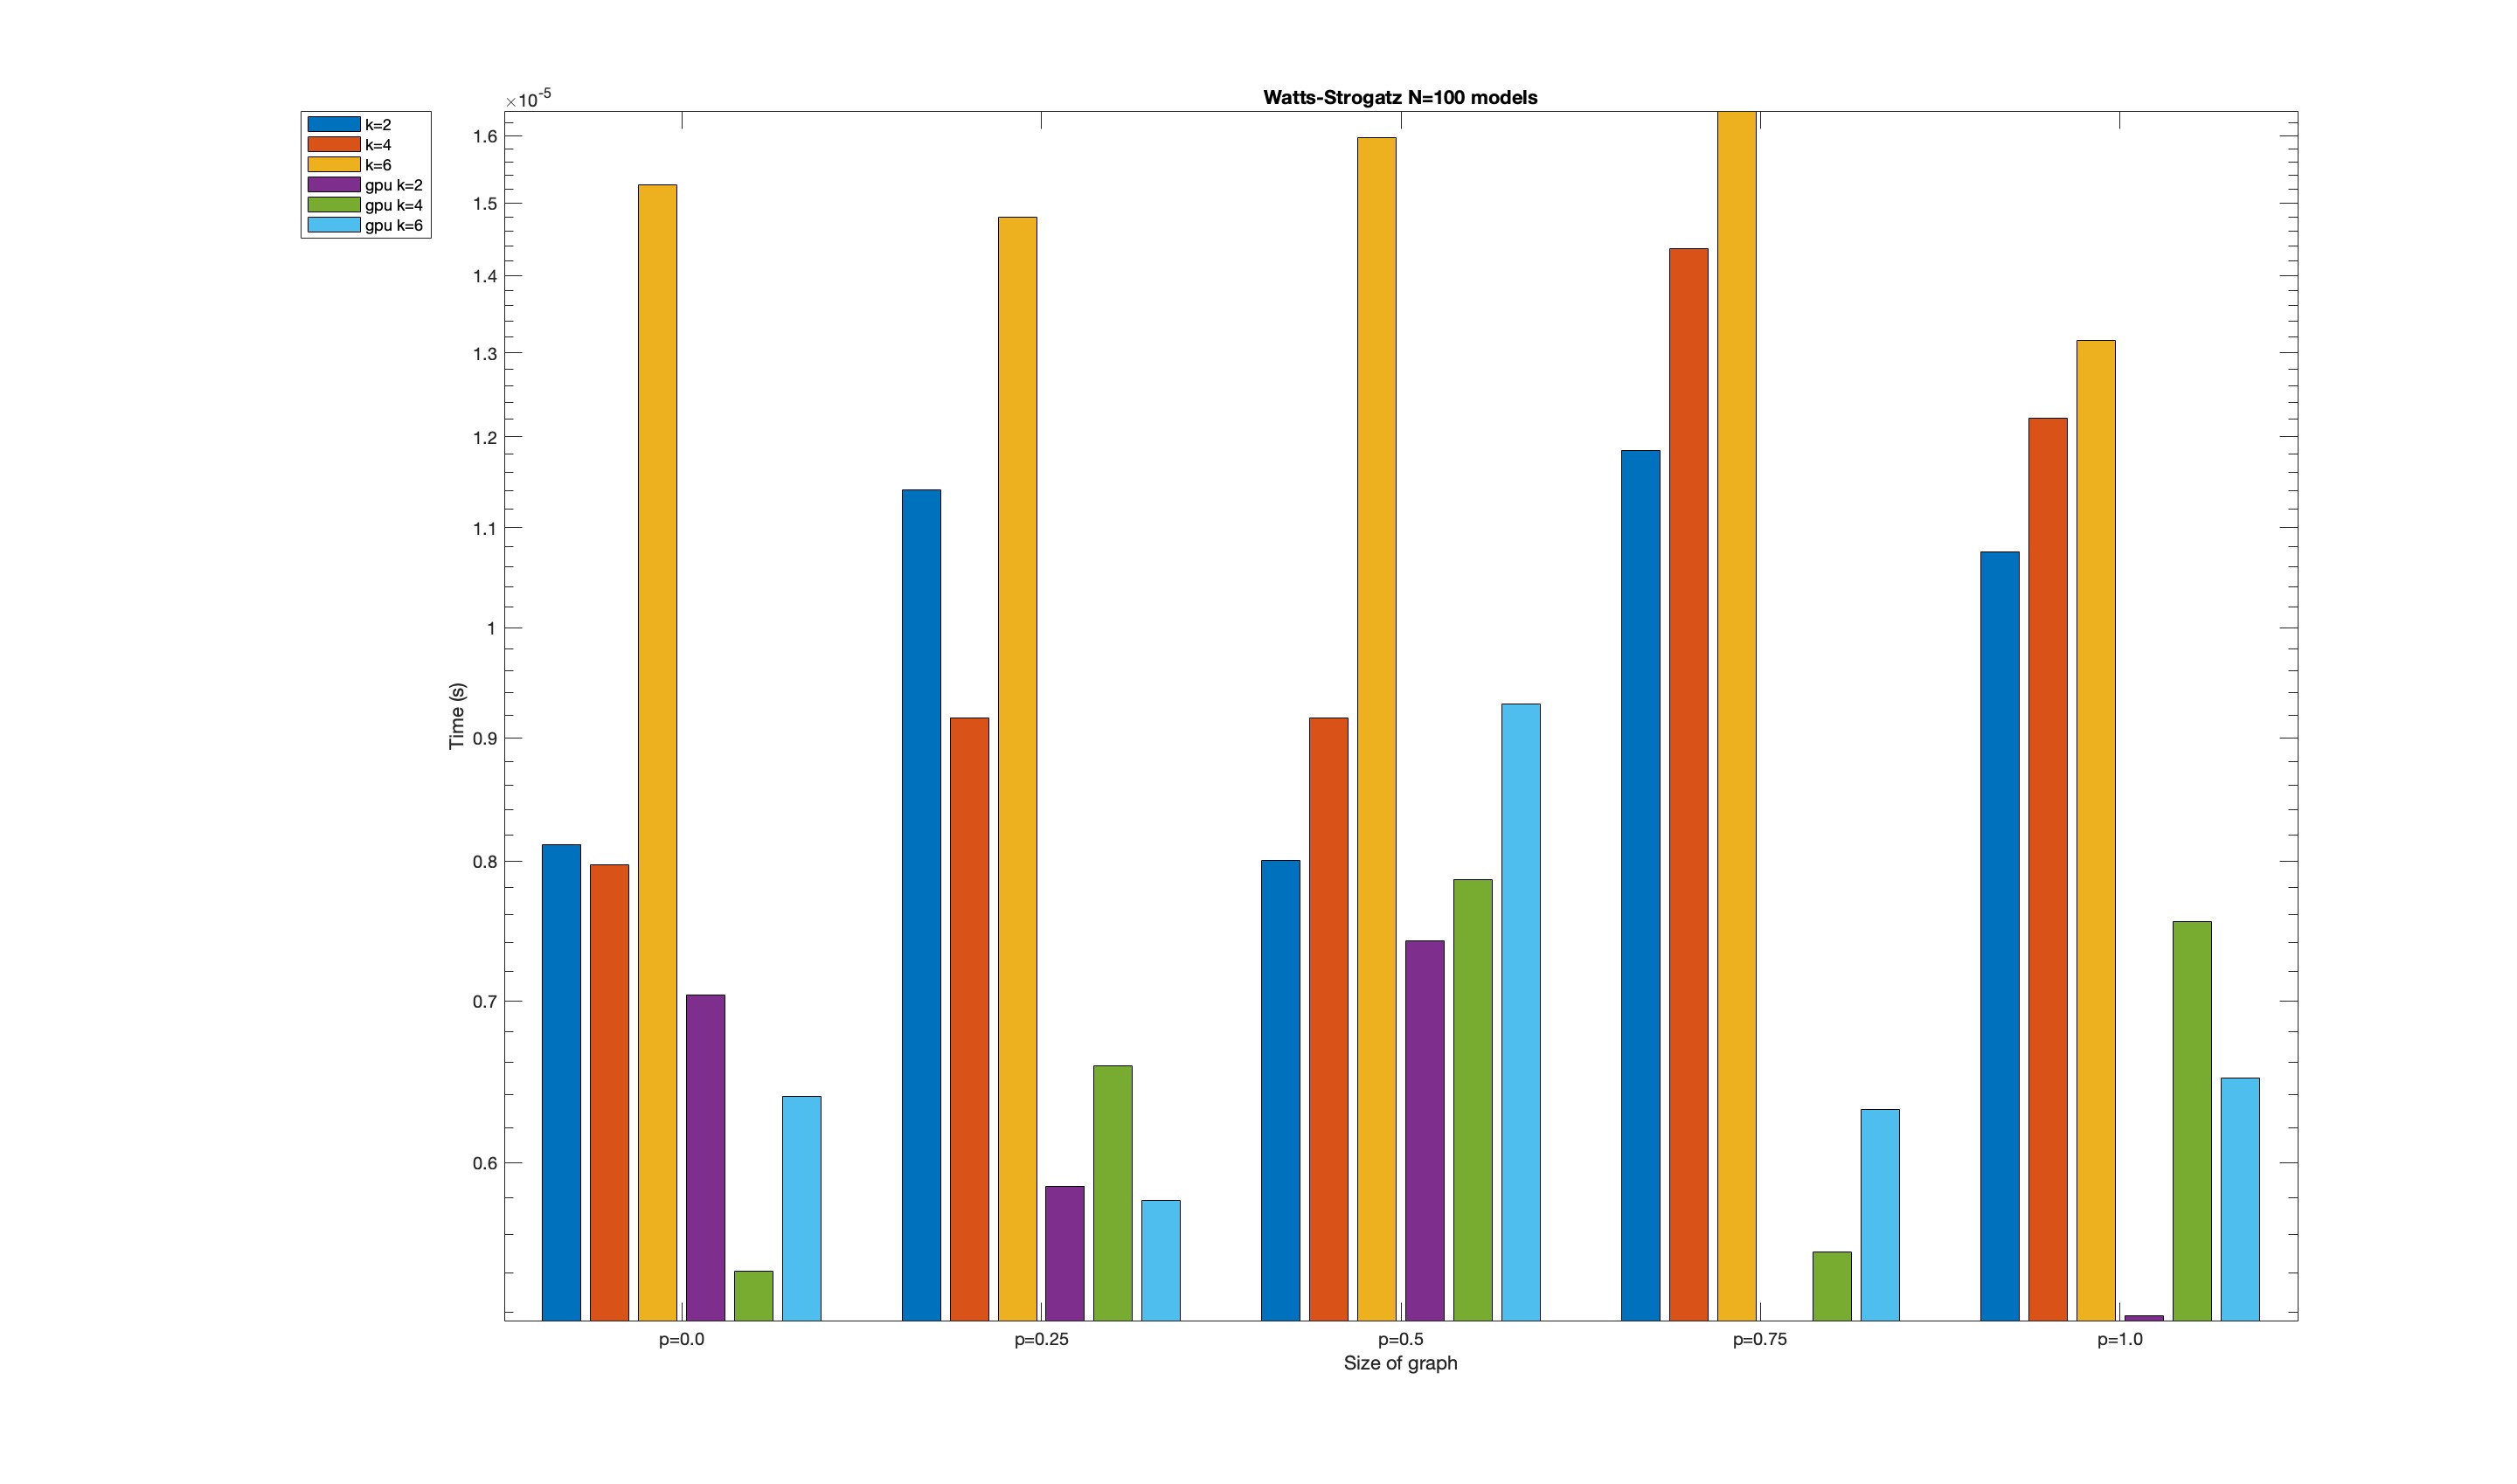 Watts-Strogatz N=100 models
×10-5
k=2
k=4
k=6
gpu k=2
gpu k=4
gpu k=6
1.6
1.5
1.4
1.3
1.2
1.1
1
0.9
0.8
0.7
0.6
Time (s)
p=0.0 p=0.25 p=0.5 p=0.75 p=1.0
Size of graph